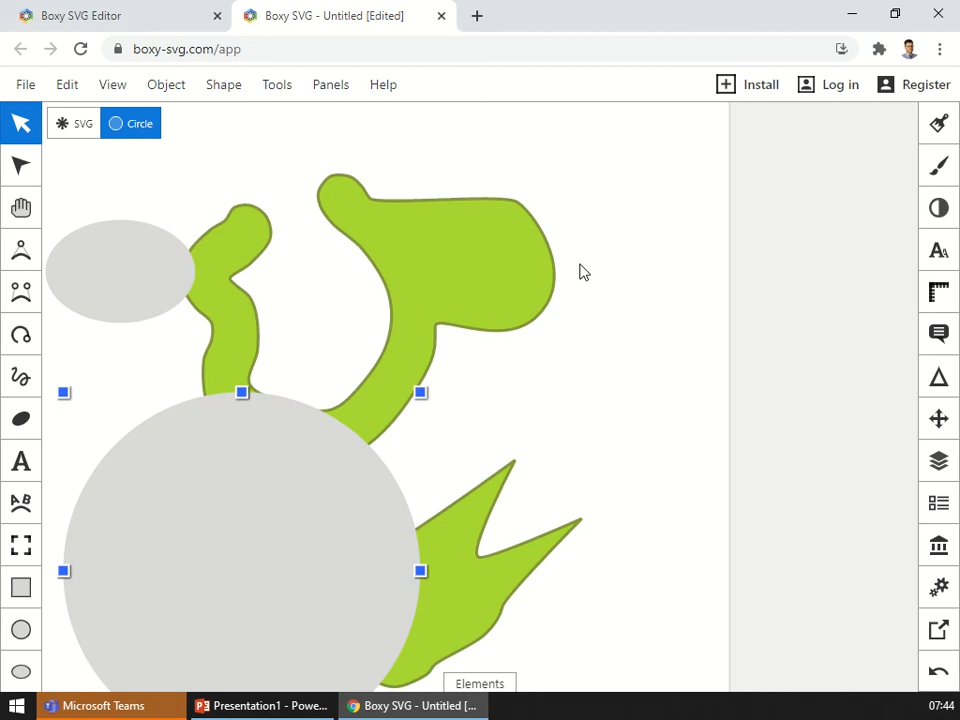 Boxy SVG Editor
Boxy SVG - Untitled [Edited]
boxy-svg.com/app
File Edit View Object Shape Tools Panels Help
Install Log in Register
SVG Circle
A
AA
A B
Elements
Microsoft Teams
Presentation1 - Powe...
Boxy SVG - Untitled [...
07:44